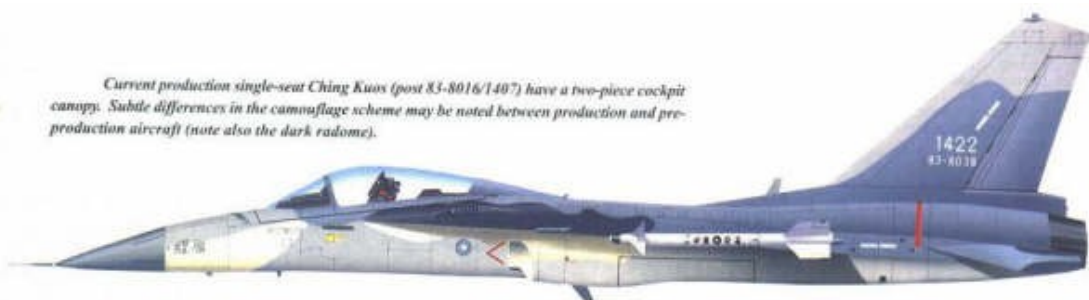 Current production single-seat Ching Kuos (post 83-8016/1407) have a two-piece cockpit
canopy. Subtle differences in the camouflage scheme may be noted between production and pre-
production aircraft (note also the dark radome).
1422
83-8038